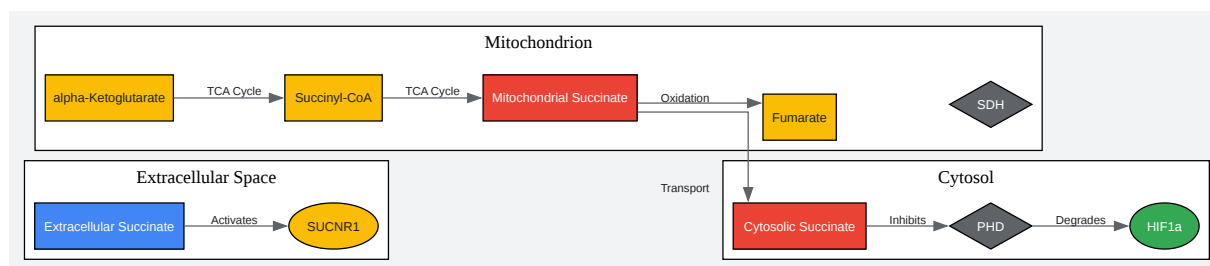 Mitochondrion
alpha-Ketoglutarate
TCA Cycle
Succinyl-CoA
TCA Cycle
Mitochondrial Succinate
Oxidation
Fumarate
SDH
Extracellular Space
Extracellular Succinate
Activates
SUCNR1
Transport
Cytosol
Cytosolic Succinate
Inhibits
PHD
Degrades
HIF1a